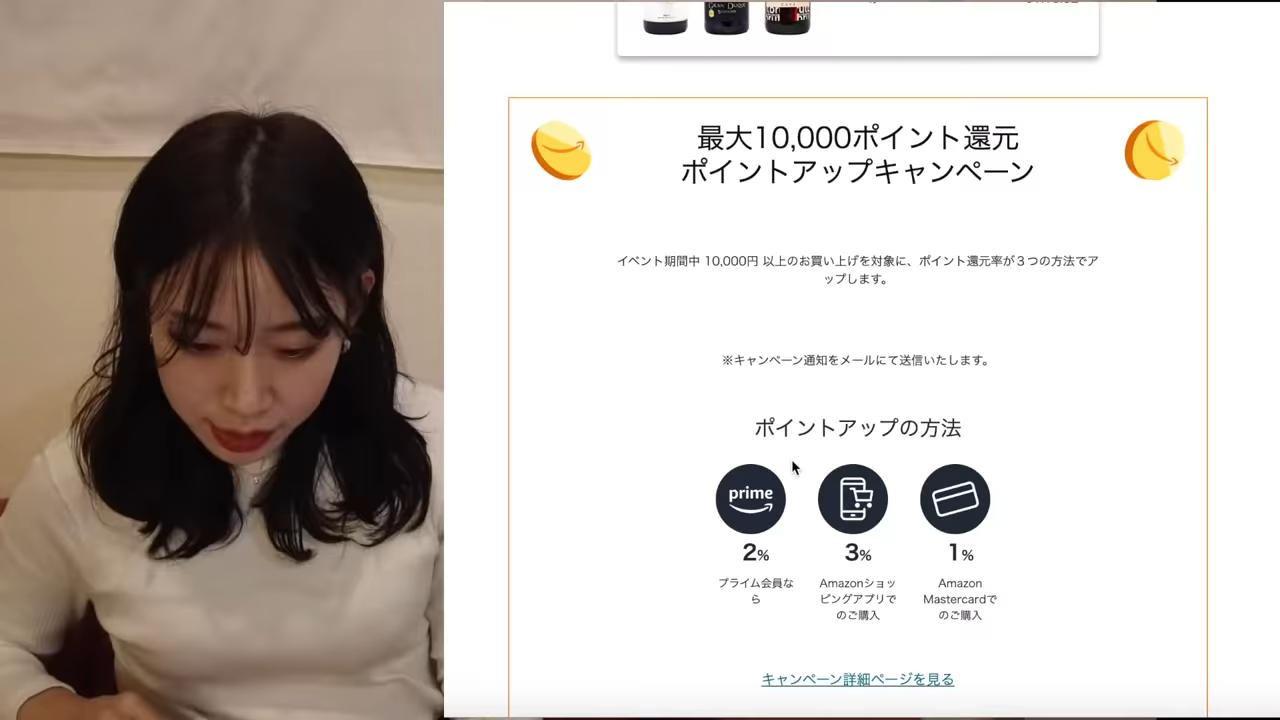 最大10,000ポイント還元
ポイントアップキャンペーン
イベント期間中 10,000円 以上のお買い上げを対象に、ポイント還元率が３つの方法でア
ップします。
※キャンペーン通知をメールにて送信いたします。
ポイントアップの方法
prime
2% 3% 1%
プライム会員な
ら
Amazonショッ
ピングアプリで
のご購入
Amazon
Mastercardで
のご購入
キャンペーン詳細ページを見る